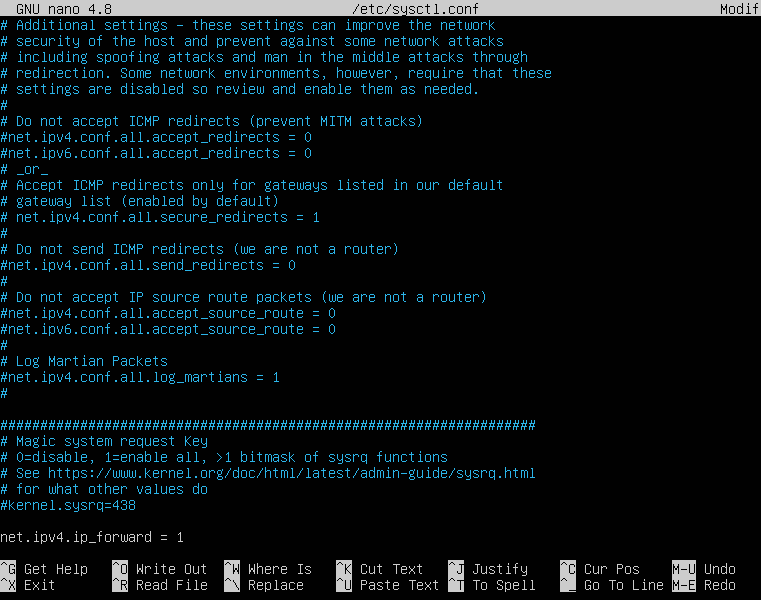 GNU nano 4.8 /etc/sysctl.conf Modif
# Additional settings - these settings can improve the network
# security of the host and prevent against some network attacks
# including spoofing attacks and man in the middle attacks through
# redirection. Some network environments, however, require that these
# settings are disabled so review and enable them as needed.
#
# Do not accept ICMP redirects (prevent MITM attacks)
#net.ipv4.conf.all.accept_redirects = 0
#net.ipv6.conf.all.accept_redirects = 0
# _or_
# Accept ICMP redirects only for gateways listed in our default
# gateway list (enabled by default)
# net.ipv4.conf.all.secure_redirects = 1
#
# Do not send ICMP redirects (we are not a router)
#net.ipv4.conf.all.send_redirects = 0
#
# Do not accept IP source route packets (we are not a router)
#net.ipv4.conf.all.accept_source_route = 0
#net.ipv6.conf.all.accept_source_route = 0
#
# Log Martian Packets
#net.ipv4.conf.all.log_martians = 1
#
###################################################################
# Magic system request Key
# 0=disable, 1=enable all, >1 bitmask of sysrq functions
# See https://www.kernel.org/doc/html/latest/admin-guide/sysrq.html
# for what other values do
#kernel.sysrq=438
net.ipv4.ip_forward = 1
^G Get Help ^O Write Out ^W Where Is ^K Cut Text ^J Justify ^C Cur Pos M-U Undo
^X Exit ^R Read File ^\ Replace ^U Paste Text ^T To Spell ^_ Go To Line M-E Redo